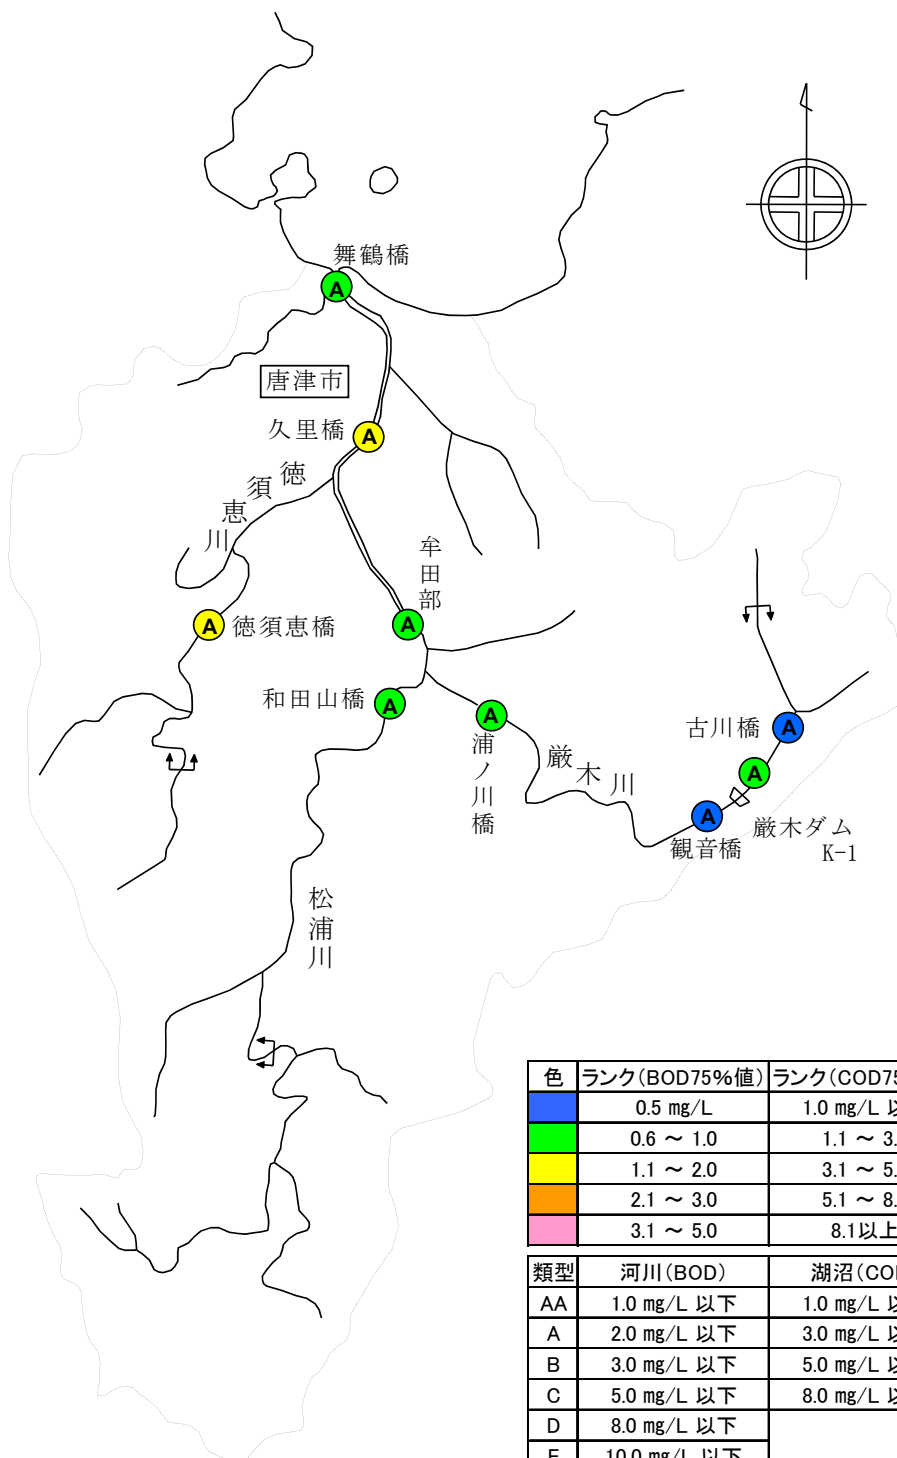 舞鶴橋
A
唐津市
久里橋
A
徳須恵川
牟田部
A
徳須恵橋
A
和田山橋
A
A
浦ノ川橋
厳木川
古川橋
A
A
厳木ダム
K-1
A
観音橋
松浦川
色 ランク(BOD75%値) ランク(COD75
0.5 mg/L 1.0 mg/L
0.6 ～ 1.0 1.1 ～ 3.
1.1 ～ 2.0 3.1 ～ 5.
2.1 ～ 3.0 5.1 ～ 8.
3.1 ～ 5.0 8.1以上
類型 河川(BOD) 湖沼(CO
AA 1.0 mg/L 以下 1.0 mg/L
A 2.0 mg/L 以下 3.0 mg/L
B 3.0 mg/L 以下 5.0 mg/L
C 5.0 mg/L 以下 8.0 mg/L
D 8.0 mg/L 以下
E 10.0 mg/L 以下